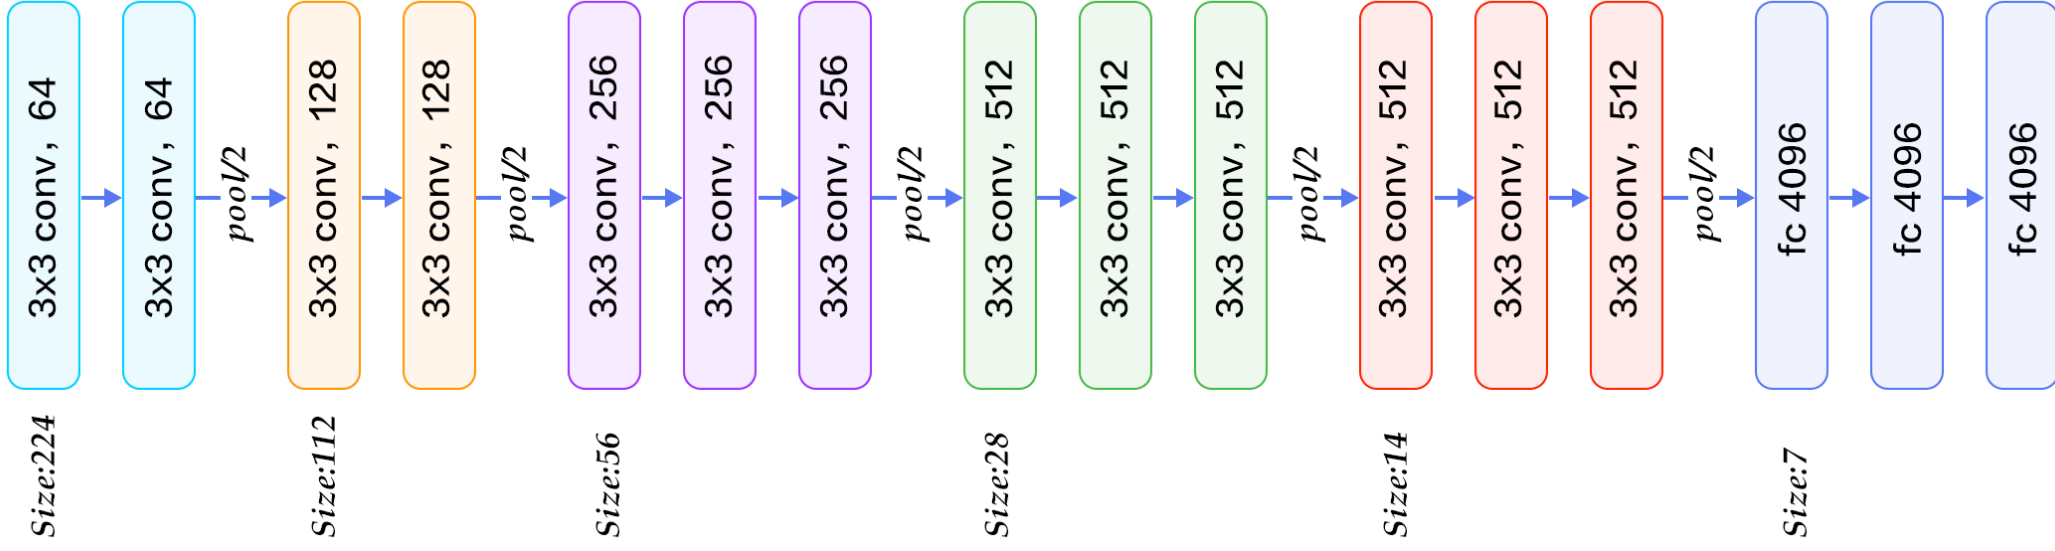 3x3 conv, 64
3x3 conv, 64
pool/2
3x3 conv, 128
3x3 conv, 128
pool/2
3x3 conv, 256
3x3 conv, 256
3x3 conv, 256
pool/2
3x3 conv, 512
3x3 conv, 512
3x3 conv, 512
pool/2
3x3 conv, 512
3x3 conv, 512
3x3 conv, 512
pool/2
fc 4096
fc 4096
fc 4096
Size:224
Size:112
Size:56
Size:28
Size:14
Size:7